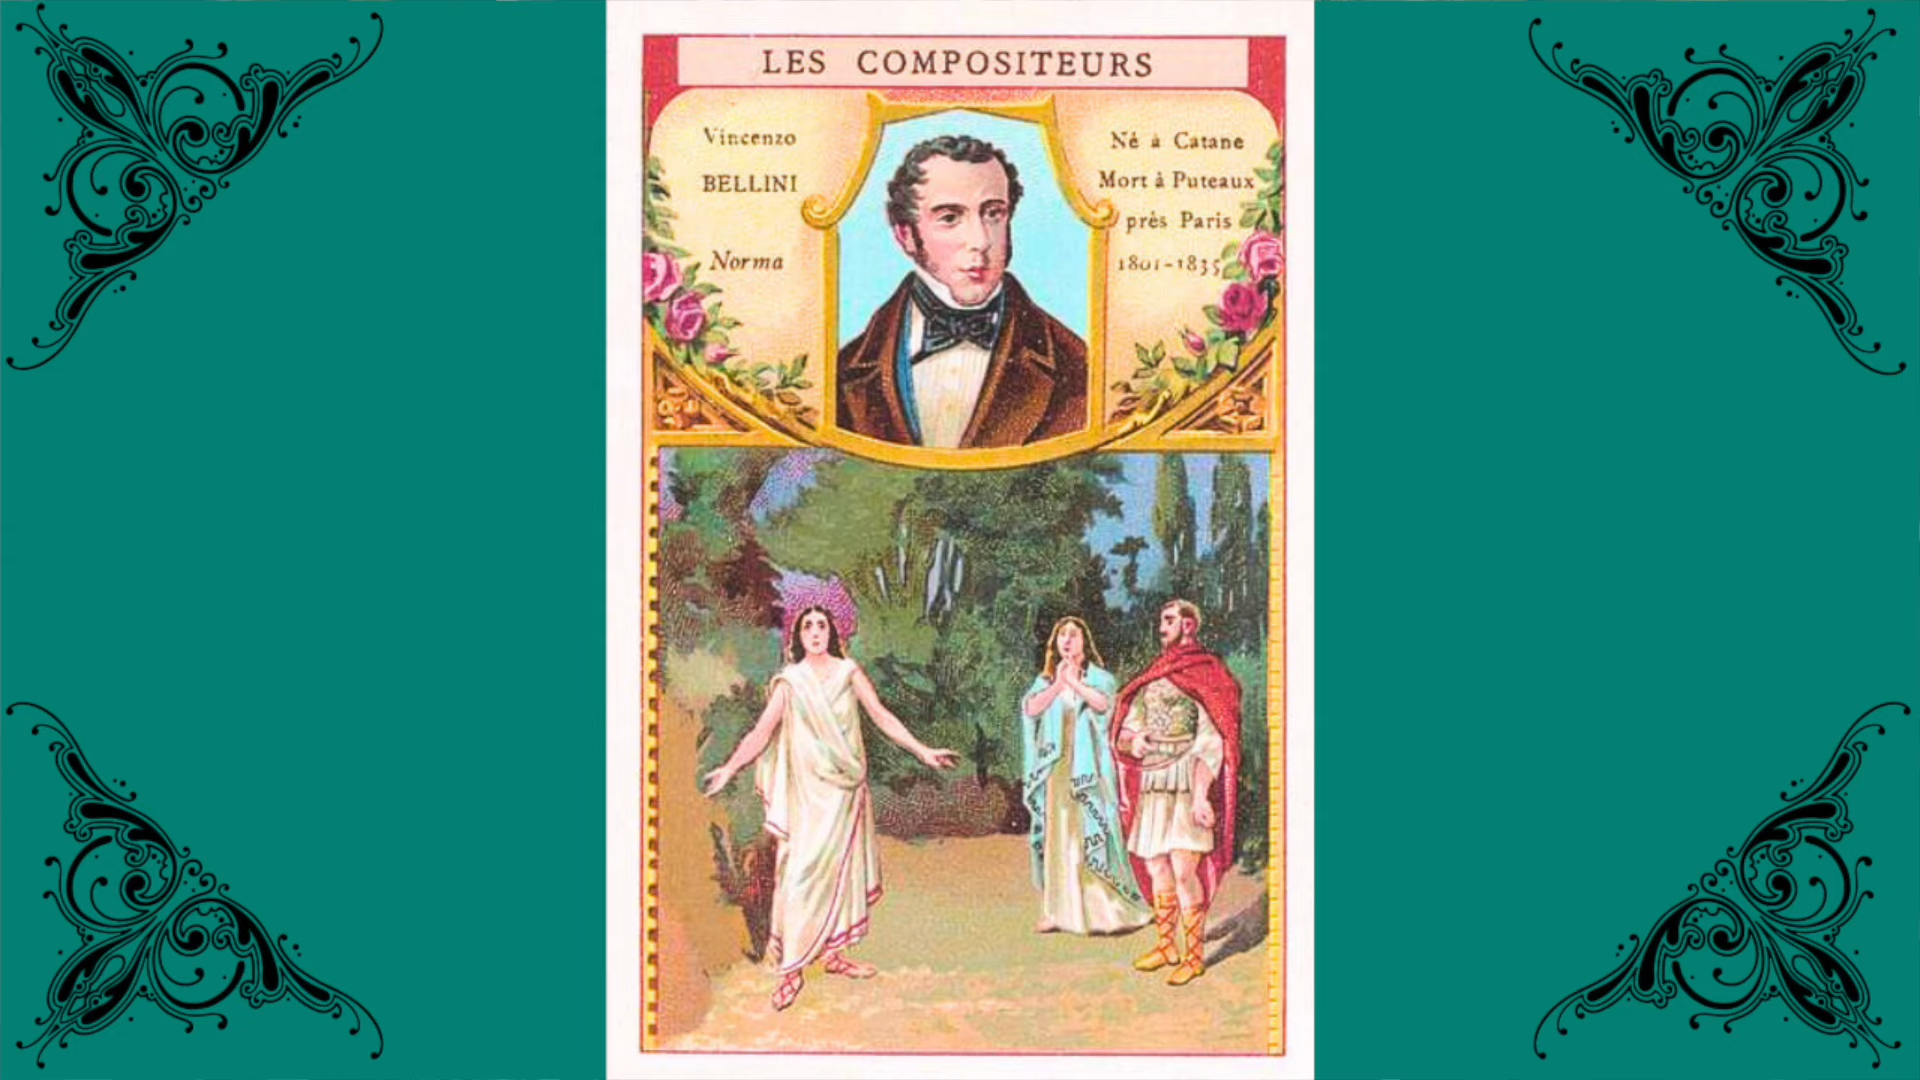 LES COMPOSITEURS
Vincenzo
BELLINI
Norma
Né à Catane
Mort à Puteaux
près Paris
1801-1835